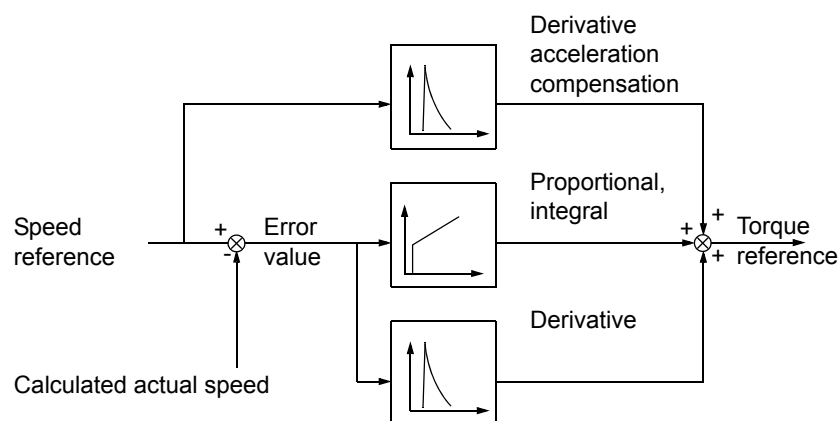 Derivative
acceleration
compensation
Proportional,
integral
Speed
reference
+
-
Error
value
+
+
+
Torque
reference
Derivative
Calculated actual speed